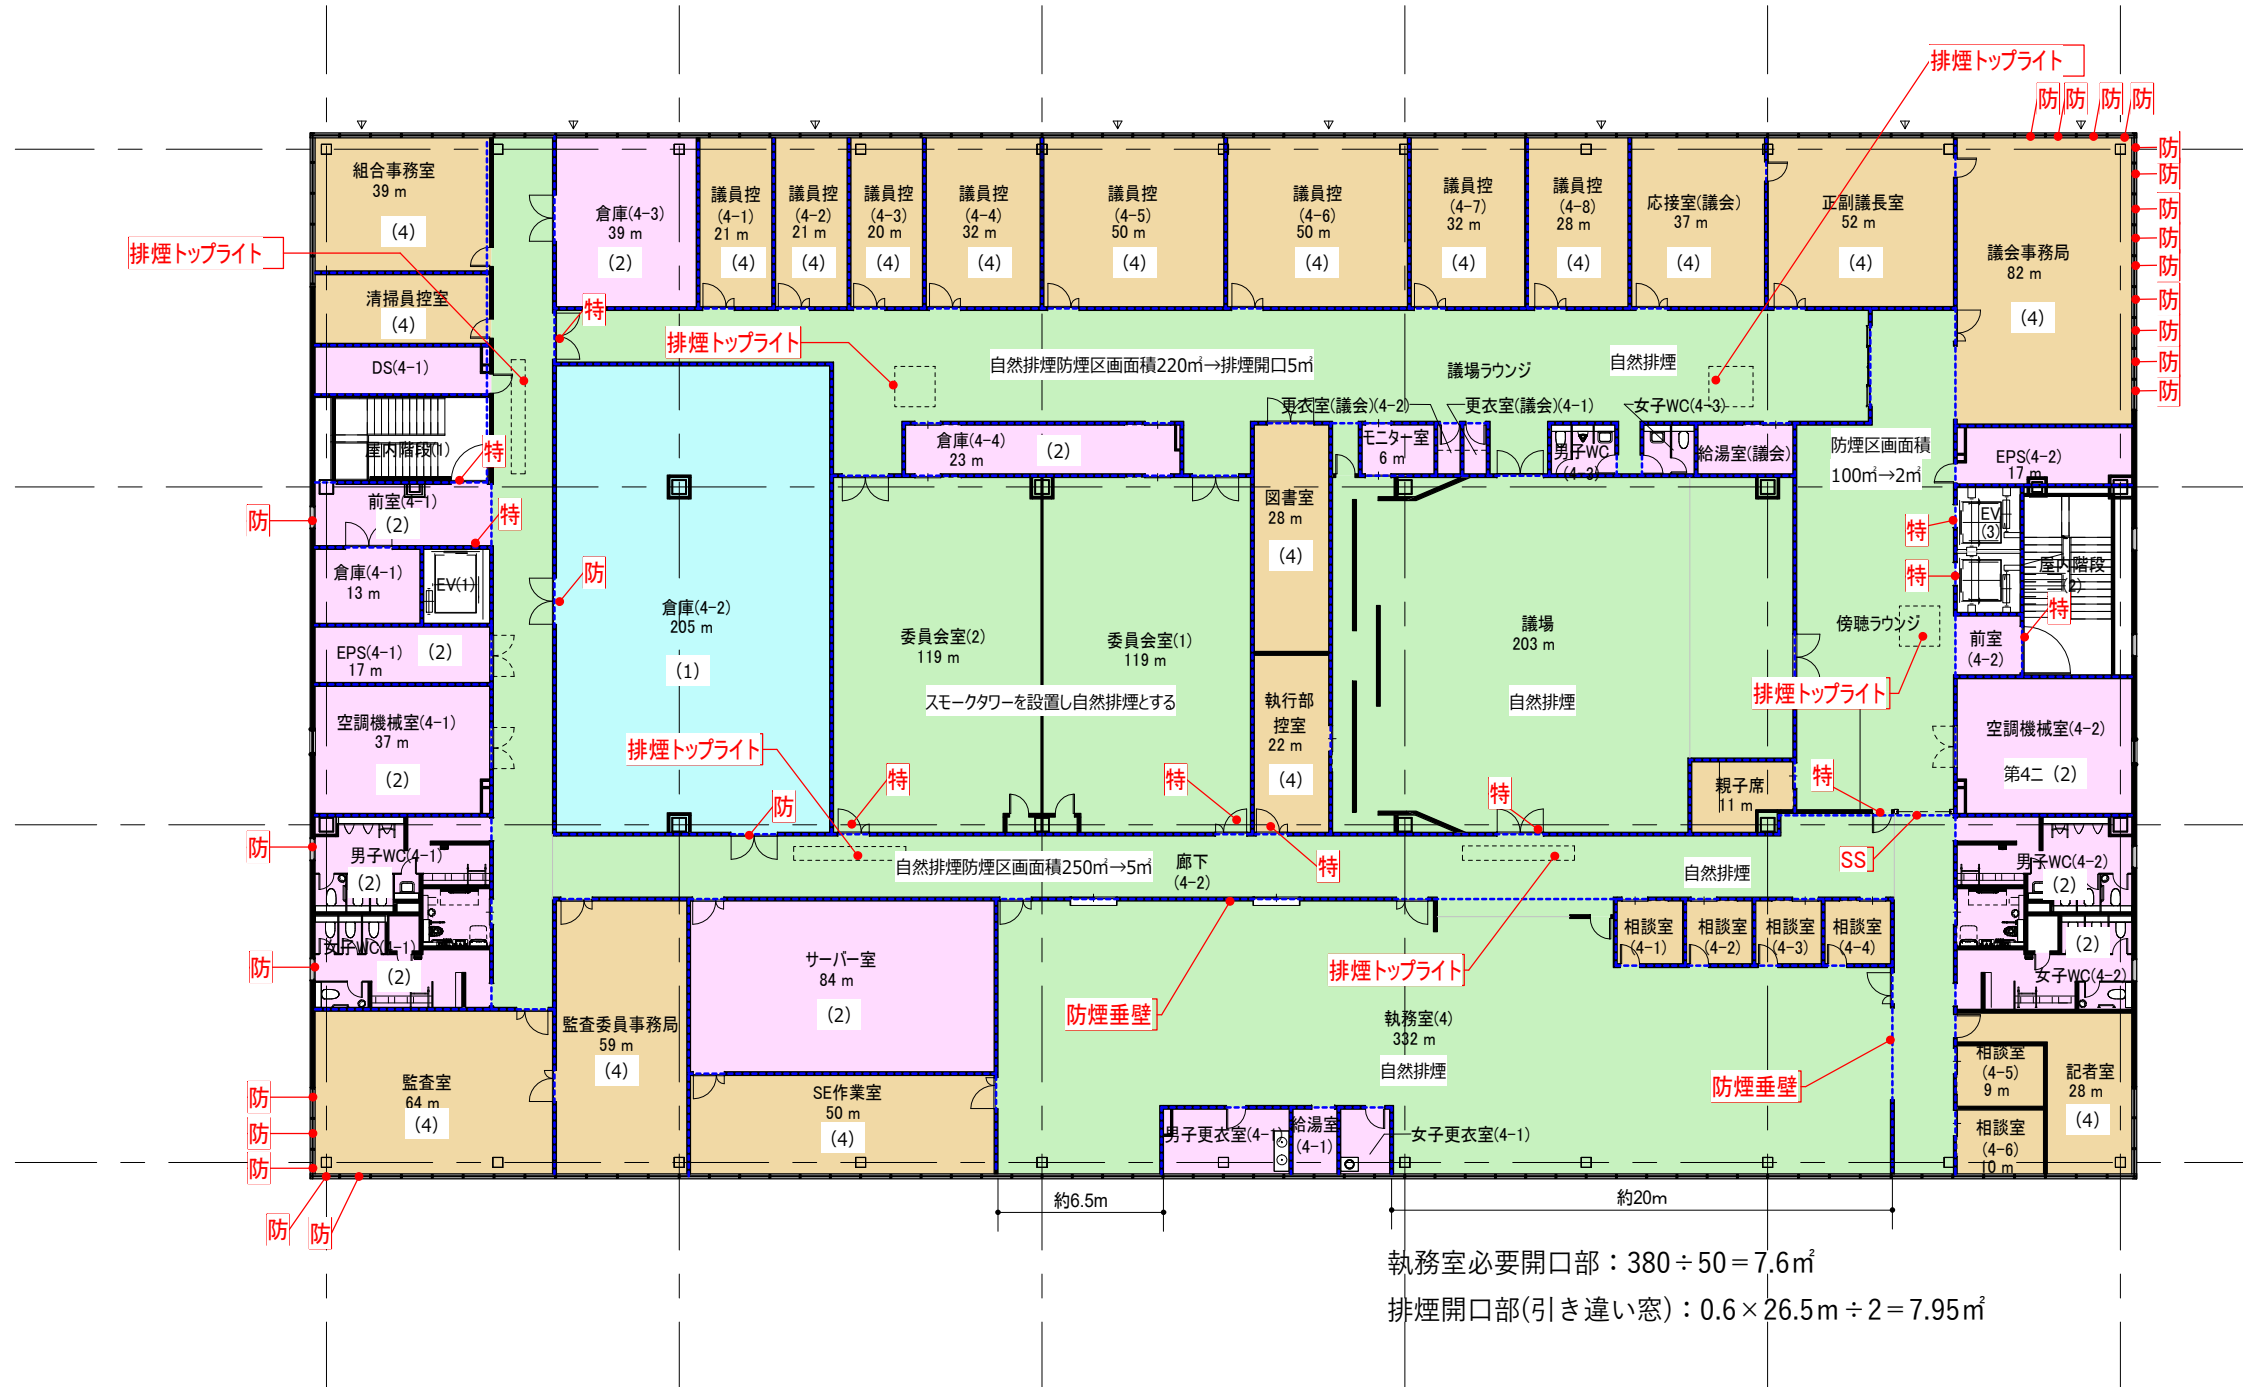 排煙トップライト
防
防
防
防
組合事務室
39 m
(4)
倉庫(4-3)
39 m
(2)
議員控
(4-1)
21 m
(4)
議員控
(4-2)
21 m
(4)
議員控
(4-3)
20 m
(4)
議員控
(4-4)
32 m
(4)
議員控
(4-5)
50 m
(4)
議員控
(4-6)
50 m
(4)
議員控
(4-7)
32 m
(4)
議員控
(4-8)
28 m
(4)
応接室(議会)
37 m
(4)
正副議長室
52 m
(4)
議会事務局
82 m
(4)
防
防
防
防
防
防
防
防
防
排煙トップライト
清掃員控室
(4)
特
DS(4-1)
排煙トップライト
自然排煙防煙区画面積220㎡→排煙開口5㎡
議場ラウンジ
自然排煙
更衣室(議会)(4-2)
更衣室(議会)(4-1)
女子WC(4-3)
屋内階段(1)
特
倉庫(4-4)
23 m
(2)
モニター室
6 m
男子WC
(4-3)
給湯室(議会)
防煙区画面積
100㎡→2㎡
EPS(4-2)
17 m
前室(4-1)
(2)
特
防
図書室
28 m
(4)
特
EV
(3)
倉庫(4-1)
13 m
EV(1)
防
特
屋内階段
(2)
特
倉庫(4-2)
205 m
(1)
委員会室(2)
119 m
委員会室(1)
119 m
議場
203 m
傍聴ラウンジ
前室
(4-2)
EPS(4-1)
17 m
(2)
スモークタワーを設置し自然排煙とする
執行部
控室
22 m
(4)
自然排煙
排煙トップライト
空調機械室(4-1)
37 m
(2)
排煙トップライト
空調機械室(4-2)
第4ニ (2)
特
特
特
親子席
11 m
特
防
防
男子WC(4-1)
(2)
自然排煙防煙区画面積250㎡→5㎡
廊下
(4-2)
特
自然排煙
SS
男子WC(4-2)
(2)
女子WC(4-1)
(2)
防
サーバー室
84 m
(2)
排煙トップライト
相談室
(4-1)
相談室
(4-2)
相談室
(4-3)
相談室
(4-4)
(2)
女子WC(4-2)
防煙垂壁
監査委員事務局
59 m
(4)
執務室(4)
332 m
自然排煙
防煙垂壁
監査室
64 m
(4)
防
防
防
SE作業室
50 m
(4)
相談室
(4-5)
9 m
記者室
28 m
(4)
男子更衣室(4-1)
給湯室
(4-1)
女子更衣室(4-1)
相談室
(4-6)
10 m
防
防
約6.5m
約20m
執務室必要開口部：380÷50＝7.6㎡
排煙開口部(引き違い窓)：0.6×26.5ｍ÷2＝7.95㎡